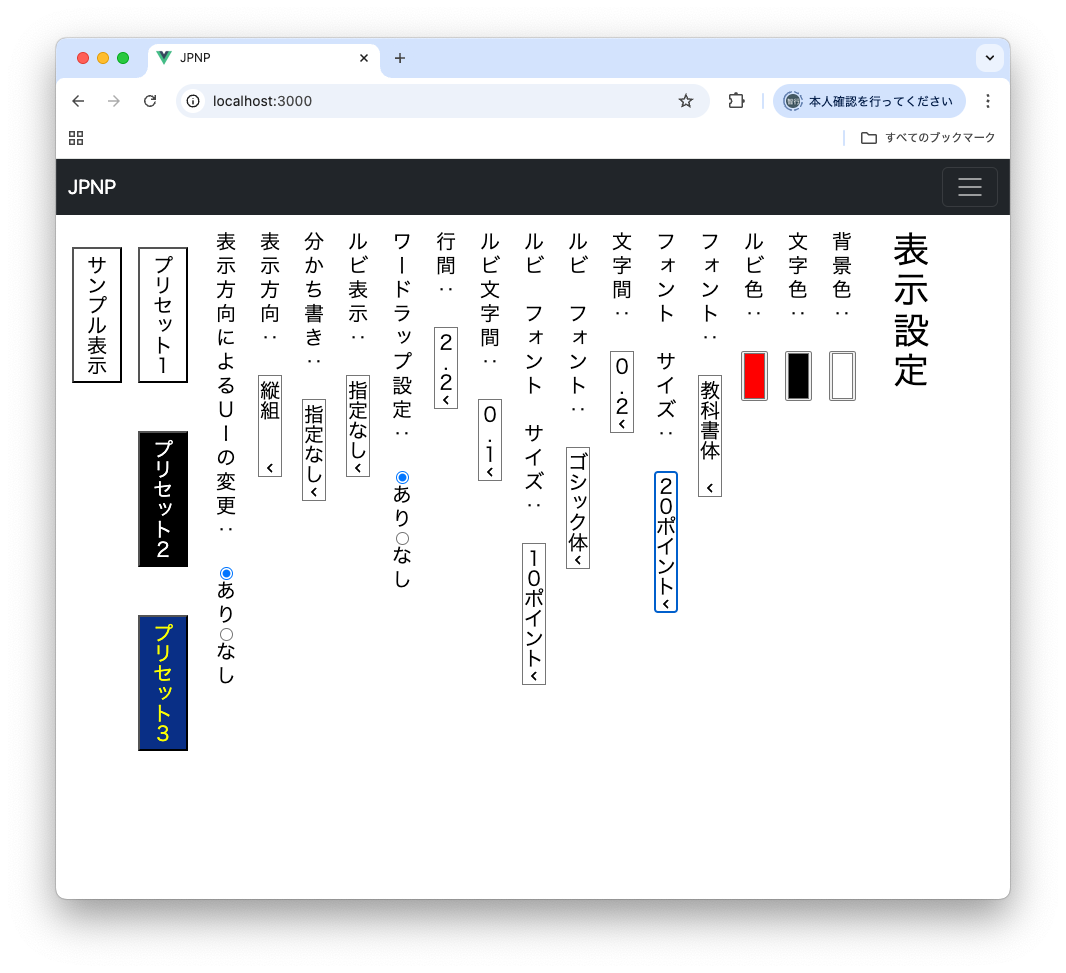 JPNP
localhost:3000
本人確認を行ってください
すべてのブックマーク
JPNP
表示設定
背景色：
文字色：
ルビ色：
フォント： 教科書体
フォント サイズ： 20ポイント
文字間： 0.2
ルビ フォント： ゴシック体
ルビ フォント サイズ： 10ポイント
ルビ文字間： 0.1
行間： 2.2
ワードラップ設定： あり なし
ルビ表示： 指定なし
分かち書き： 指定なし
表示方向： 縦組
表示方向によるUIの変更： あり なし
プリセット1
プリセット2
プリセット3
サンプル表示